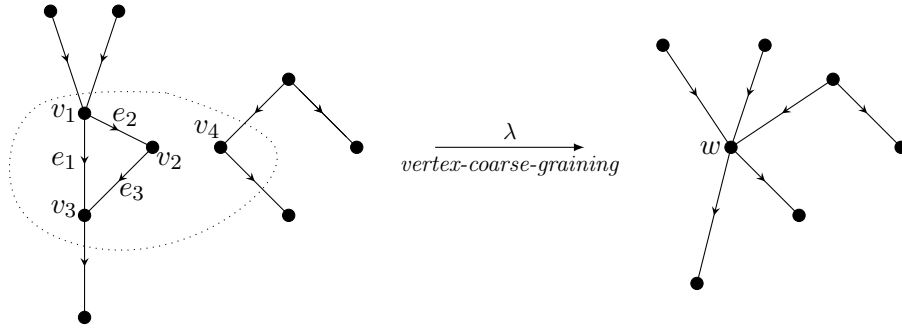 v₁
e₂
v₄
λ
e₁
v₂
w
vertex-coarse-graining
e₃
v₃